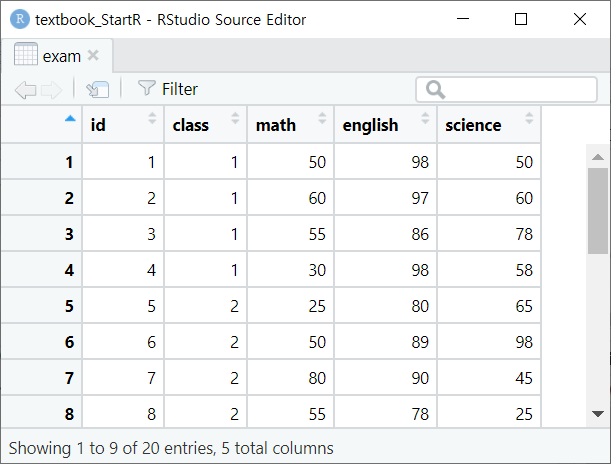 R textbook_StartR - RStudio Source Editor
exam
Filter
id class math english science
1 1 1 50 98 50
2 2 1 60 97 60
3 3 1 55 86 78
4 4 1 30 98 58
5 5 2 25 80 65
6 6 2 50 89 98
7 7 2 80 90 45
8 8 2 55 78 25
Showing 1 to 9 of 20 entries, 5 total columns